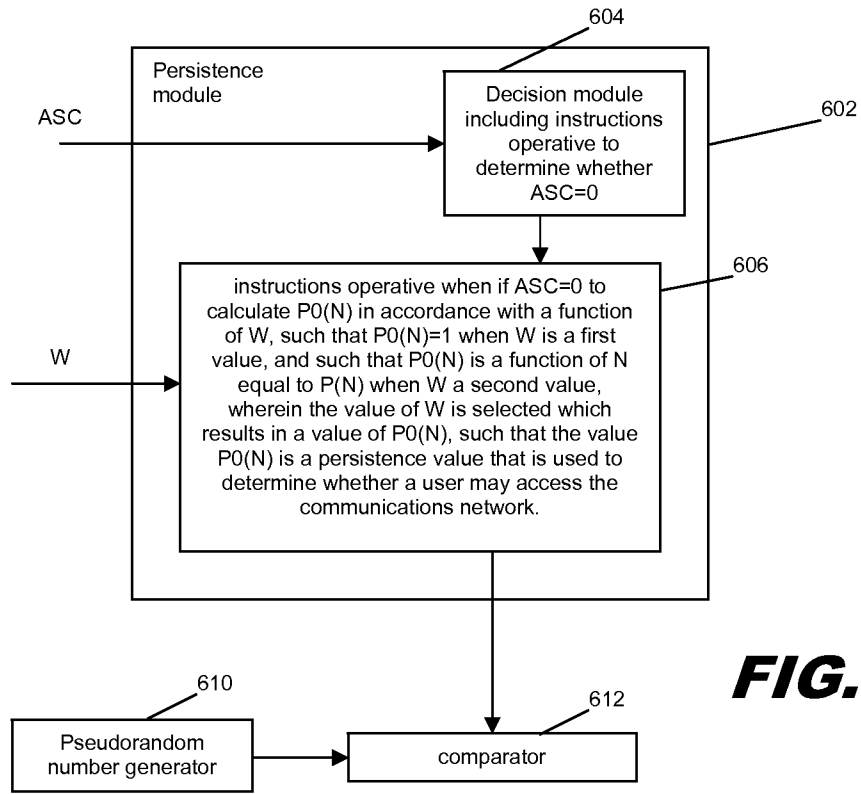 604
Persistence
module
Decision module
including instructions
operative to
determine whether
ASC=0
602
ASC
606
instructions operative when if ASC=0 to
calculate P0(N) in accordance with a function
of W, such that P0(N)=1 when W is a first
value, and such that P0(N) is a function of N
equal to P(N) when W a second value,
wherein the value of W is selected which
results in a value of P0(N), such that the value
P0(N) is a persistence value that is used to
determine whether a user may access the
communications network.
W
FIG.
610
612
Pseudorandom
number generator
comparator